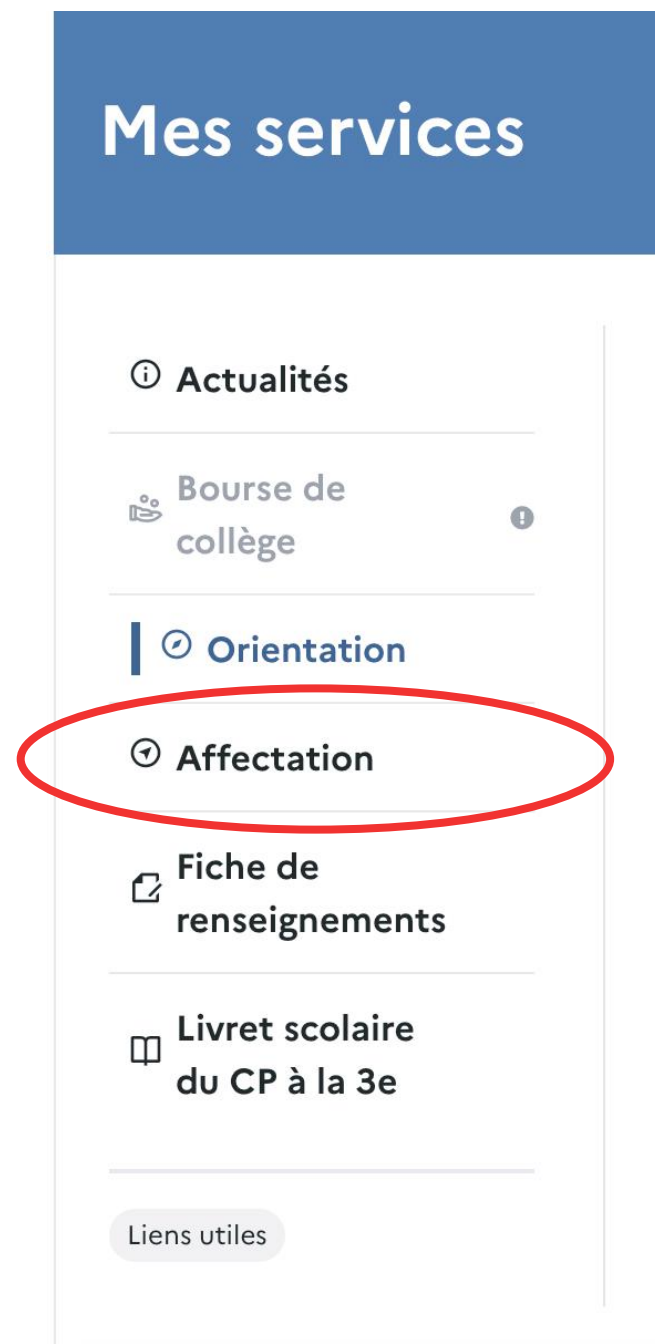 Mes services
Actualités
Bourse de
collège
Orientation
Affectation
Fiche de
renseignements
Livret scolaire
du CP à la 3e
Liens utiles